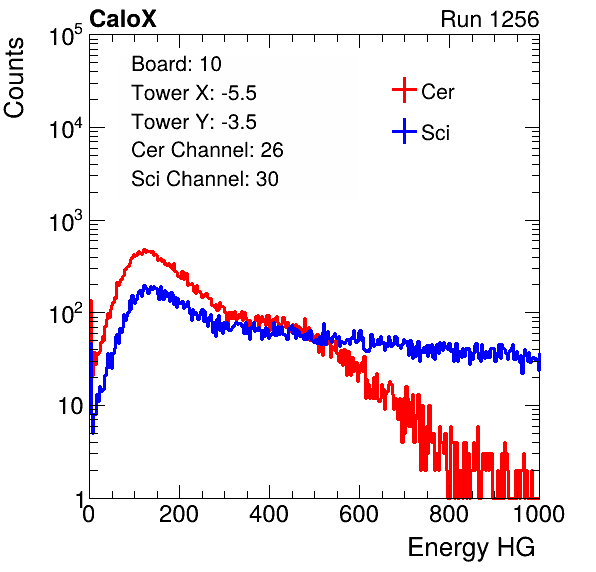 CaloX Run 1256
Counts
Board: 10
Tower X: -5.5
Tower Y: -3.5
Cer Channel: 26
Sci Channel: 30
Cer
Sci
10^5
10^4
10^3
10^2
10
1
0 200 400 600 800 1000
Energy HG